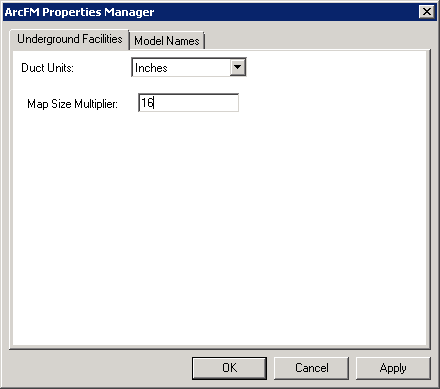 ArcFM Properties Manager
Underground Facilities Model Names
Duct Units: Inches
Map Size Multiplier: 16
OK Cancel Apply